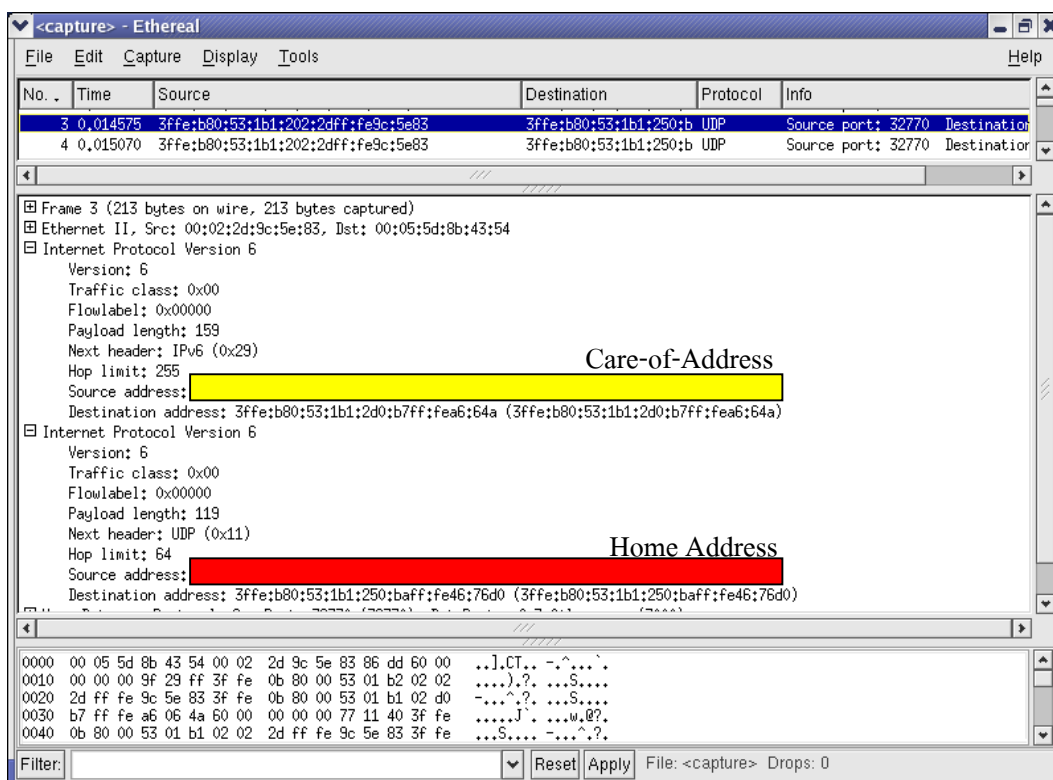 <capture> - Ethereal
File Edit Capture Display Tools Help
No. . Time Source Destination Protocol Info
3 0.014575 3ffe:b80:53:1b1:202:2dff:fe9c:5e83 3ffe:b80:53:1b1:250:b UDP Source port: 32770 Destination
4 0.015070 3ffe:b80:53:1b1:202:2dff:fe9c:5e83 3ffe:b80:53:1b1:250:b UDP Source port: 32770 Destination
Frame 3 (213 bytes on wire, 213 bytes captured)
Ethernet II, Src: 00:02:2d:9c:5e:83, Dst: 00:05:5d:8b:43:54
Internet Protocol Version 6
Version: 6
Traffic class: 0x00
Flowlabel: 0x00000
Payload length: 159
Next header: IPv6 (0x29)
Care-of-Address
Hop limit: 255
Source address:
Destination address: 3ffe:b80:53:1b1:2d0:b7ff:fea6:64a (3ffe:b80:53:1b1:2d0:b7ff:fea6:64a)
Internet Protocol Version 6
Version: 6
Traffic class: 0x00
Flowlabel: 0x00000
Payload length: 119
Next header: UDP (0x11)
Home Address
Hop limit: 64
Source address:
Destination address: 3ffe:b80:53:1b1:250:baff:fe46:76d0 (3ffe:b80:53:1b1:250:baff:fe46:76d0)
0000 00 05 5d 8b 43 54 00 02 2d 9c 5e 83 86 dd 60 00 ..].CT.. -.^...`.
0010 00 00 00 9f 29 ff 3f fe 0b 80 00 53 01 b2 02 02 ....).?. ...S....
0020 2d ff fe 9c 5e 83 3f fe 0b 80 00 53 01 b1 02 d0 -...^.?. ...S....
0030 b7 ff fe a6 06 4a 60 00 00 00 00 77 11 40 3f fe .....J`. ...w.@?.
0040 0b 80 00 53 01 b1 02 02 2d ff fe 9c 5e 83 3f fe ...S.... -...^.?.
Filter: Reset Apply File: <capture> Drops: 0